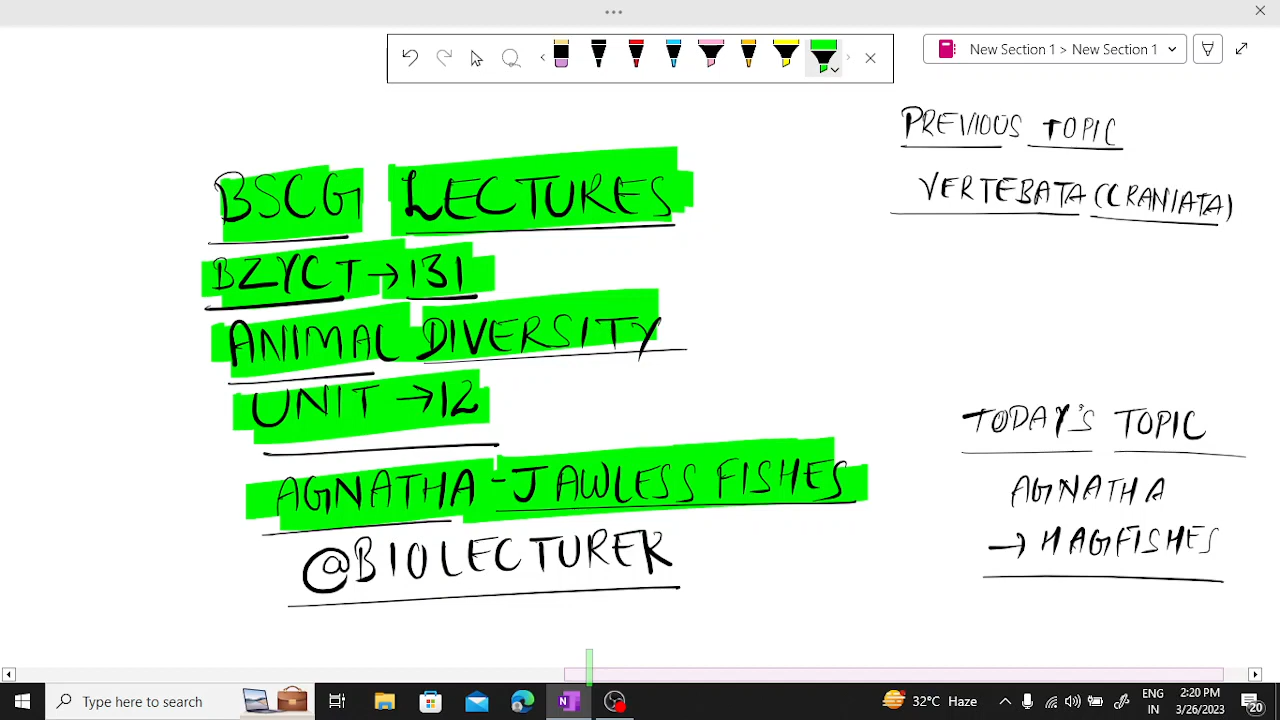 New Section 1 > New Section 1
PREVIOUS TOPIC
VERTEBATA (CRANIATA)
BSCG LECTURES
BZYCT → 131
ANIMAL DIVERSITY
UNIT → 12
AGNATHA - JAWLESS FISHES
@BIOLECTURER
TODAY'S TOPIC
AGNATHA
→ HAGFISHES
Type here to search
32°C Haze
ENG
IN
2:20 PM
3/26/2023
20